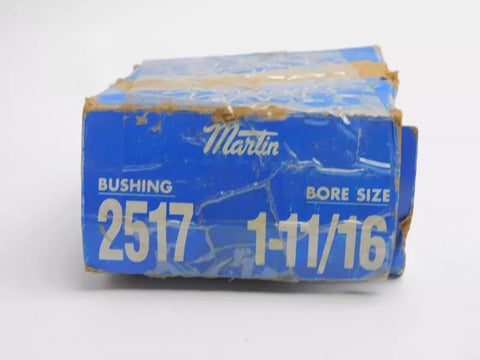 Martin
BUSHING BORE SIZE
2517 1-11/16